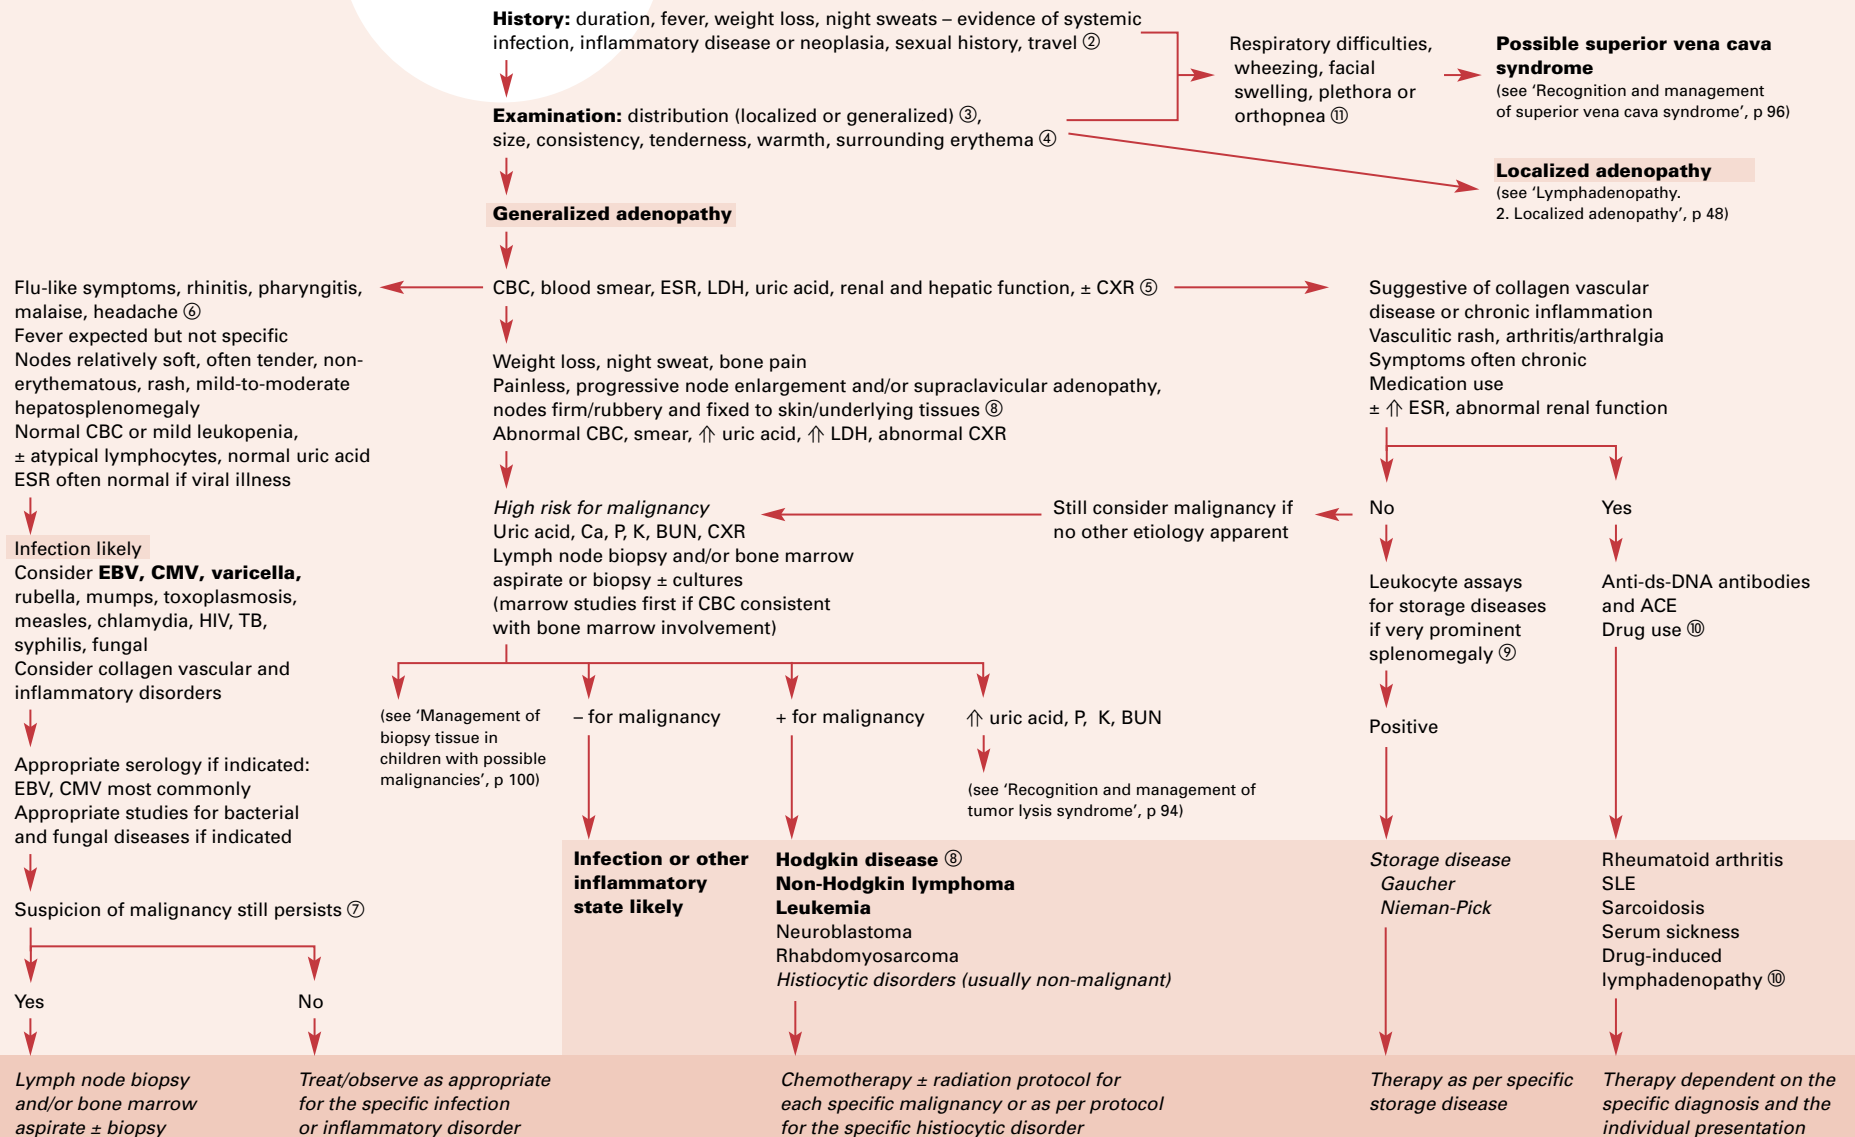 History: duration, fever, weight loss, night sweats – evidence of systemic
infection, inflammatory disease or neoplasia, sexual history, travel ②
Respiratory difficulties,
wheezing, facial
swelling, plethora or
orthopnea ⑪
Possible superior vena cava
syndrome
(see ‘Recognition and management
of superior vena cava syndrome’, p 96)
Examination: distribution (localized or generalized) ③,
size, consistency, tenderness, warmth, surrounding erythema ④
Localized adenopathy
(see ‘Lymphadenopathy.
2. Localized adenopathy’, p 48)
Generalized adenopathy
CBC, blood smear, ESR, LDH, uric acid, renal and hepatic function, ± CXR ⑤
Flu-like symptoms, rhinitis, pharyngitis,
malaise, headache ⑥
Fever expected but not specific
Nodes relatively soft, often tender, non-
erythematous, rash, mild-to-moderate
hepatosplenomegaly
Normal CBC or mild leukopenia,
± atypical lymphocytes, normal uric acid
ESR often normal if viral illness
Infection likely
Consider EBV, CMV, varicella,
rubella, mumps, toxoplasmosis,
measles, chlamydia, HIV, TB,
syphilis, fungal
Consider collagen vascular and
inflammatory disorders
Appropriate serology if indicated:
EBV, CMV most commonly
Appropriate studies for bacterial
and fungal diseases if indicated
Suspicion of malignancy still persists ⑦
Yes
No
Lymph node biopsy
and/or bone marrow
aspirate ± biopsy
Treat/observe as appropriate
for the specific infection
or inflammatory disorder
Weight loss, night sweat, bone pain
Painless, progressive node enlargement and/or supraclavicular adenopathy,
nodes firm/rubbery and fixed to skin/underlying tissues ⑧
Abnormal CBC, smear, ⇑ uric acid, ⇑ LDH, abnormal CXR
High risk for malignancy
Uric acid, Ca, P, K, BUN, CXR
Lymph node biopsy and/or bone marrow
aspirate or biopsy ± cultures
(marrow studies first if CBC consistent
with bone marrow involvement)
(see ‘Management of
biopsy tissue in
children with possible
malignancies’, p 100)
– for malignancy
+ for malignancy
⇑ uric acid, P, K, BUN
(see ‘Recognition and management of
tumor lysis syndrome’, p 94)
Infection or other
inflammatory
state likely
Hodgkin disease ⑧
Non-Hodgkin lymphoma
Leukemia
Neuroblastoma
Rhabdomyosarcoma
Histiocytic disorders (usually non-malignant)
Chemotherapy ± radiation protocol for
each specific malignancy or as per protocol
for the specific histiocytic disorder
Suggestive of collagen vascular
disease or chronic inflammation
Vasculitic rash, arthritis/arthralgia
Symptoms often chronic
Medication use
± ⇑ ESR, abnormal renal function
Still consider malignancy if
no other etiology apparent
No
Yes
Leukocyte assays
for storage diseases
if very prominent
splenomegaly ⑨
Positive
Storage disease
Gaucher
Nieman-Pick
Therapy as per specific
storage disease
Anti-ds-DNA antibodies
and ACE
Drug use ⑩
Rheumatoid arthritis
SLE
Sarcoidosis
Serum sickness
Drug-induced
lymphadenopathy ⑩
Therapy dependent on the
specific diagnosis and the
individual presentation